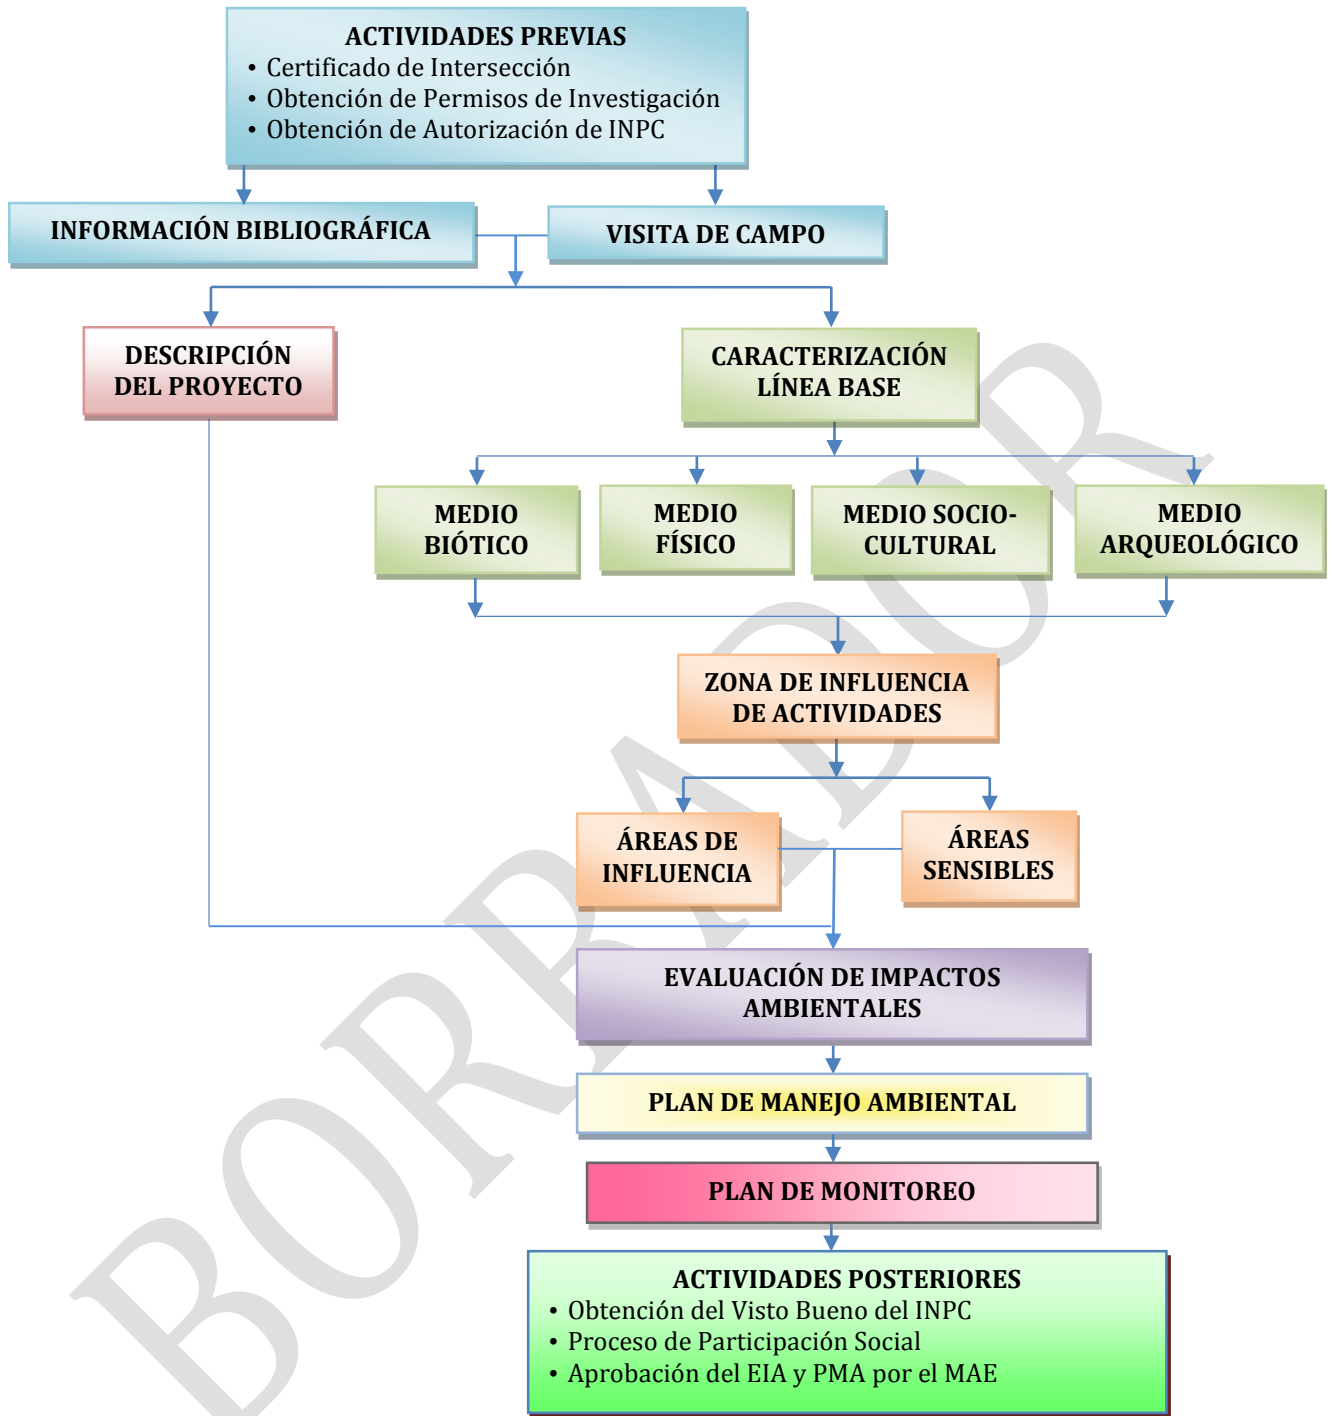 ACTIVIDADES PREVIAS
• Certificado de Intersección
• Obtención de Permisos de Investigación
• Obtención de Autorización de INPC
INFORMACIÓN BIBLIOGRÁFICA
VISITA DE CAMPO
DESCRIPCIÓN
DEL PROYECTO
CARACTERIZACIÓN
LÍNEA BASE
MEDIO
BIÓTICO
MEDIO
FÍSICO
MEDIO SOCIO-
CULTURAL
MEDIO
ARQUEOLÓGICO
ZONA DE INFLUENCIA
DE ACTIVIDADES
ÁREAS DE
INFLUENCIA
ÁREAS
SENSIBLES
EVALUACIÓN DE IMPACTOS
AMBIENTALES
PLAN DE MANEJO AMBIENTAL
PLAN DE MONITOREO
ACTIVIDADES POSTERIORES
• Obtención del Visto Bueno del INPC
• Proceso de Participación Social
• Aprobación del EIA y PMA por el MAE
BORRADOR